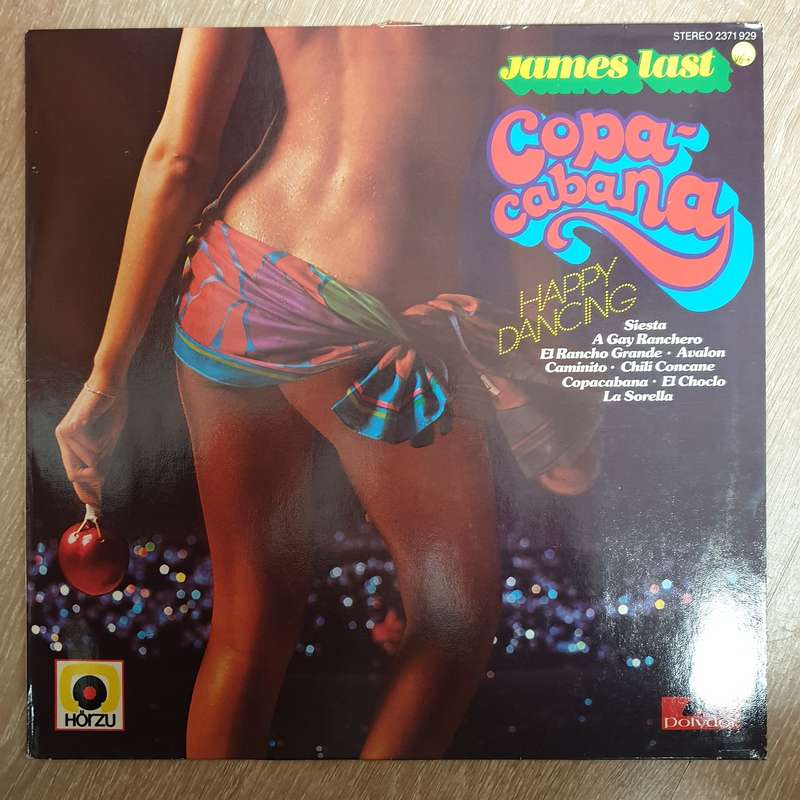 STEREO 2371 929
james last
Copa-
cabana
HAPPY
DANCING
Siesta
A Gay Ranchero
El Rancho Grande · Avalon
Caminito · Chili Concane
Copacabana · El Choclo
La Sorella
HÖRZU
Polydor